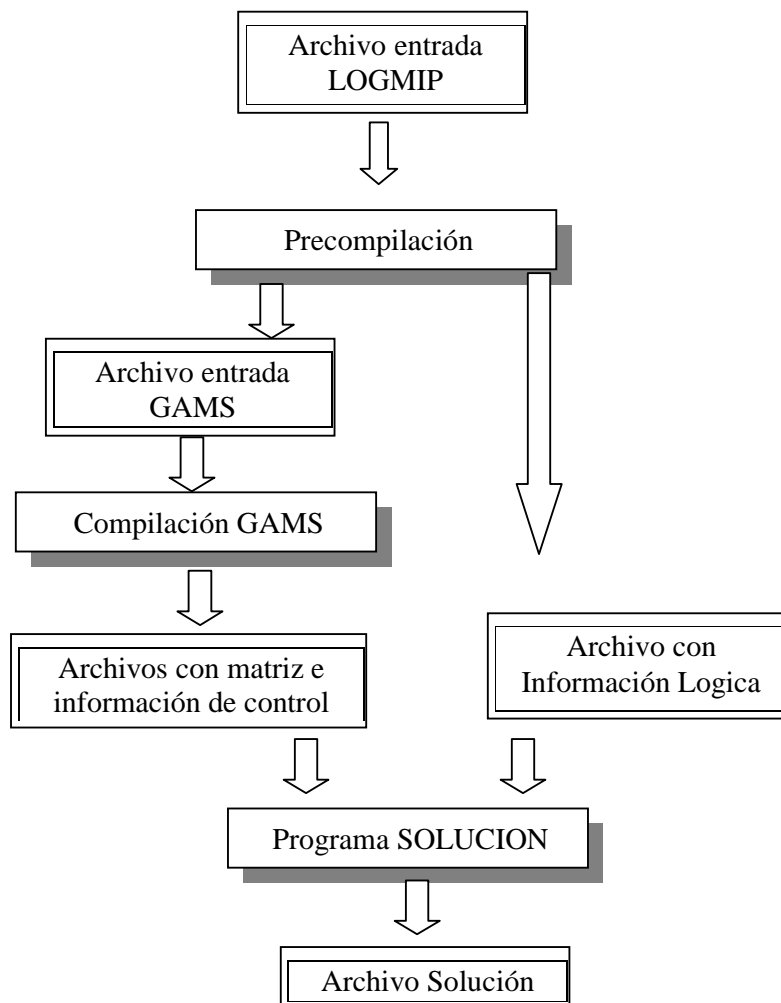 Archivo entrada
LOGMIP
Precompilación
Archivo entrada
GAMS
Compilación GAMS
Archivos con matriz e
información de control
Archivo con
Información Logica
Programa SOLUCION
Archivo Solución